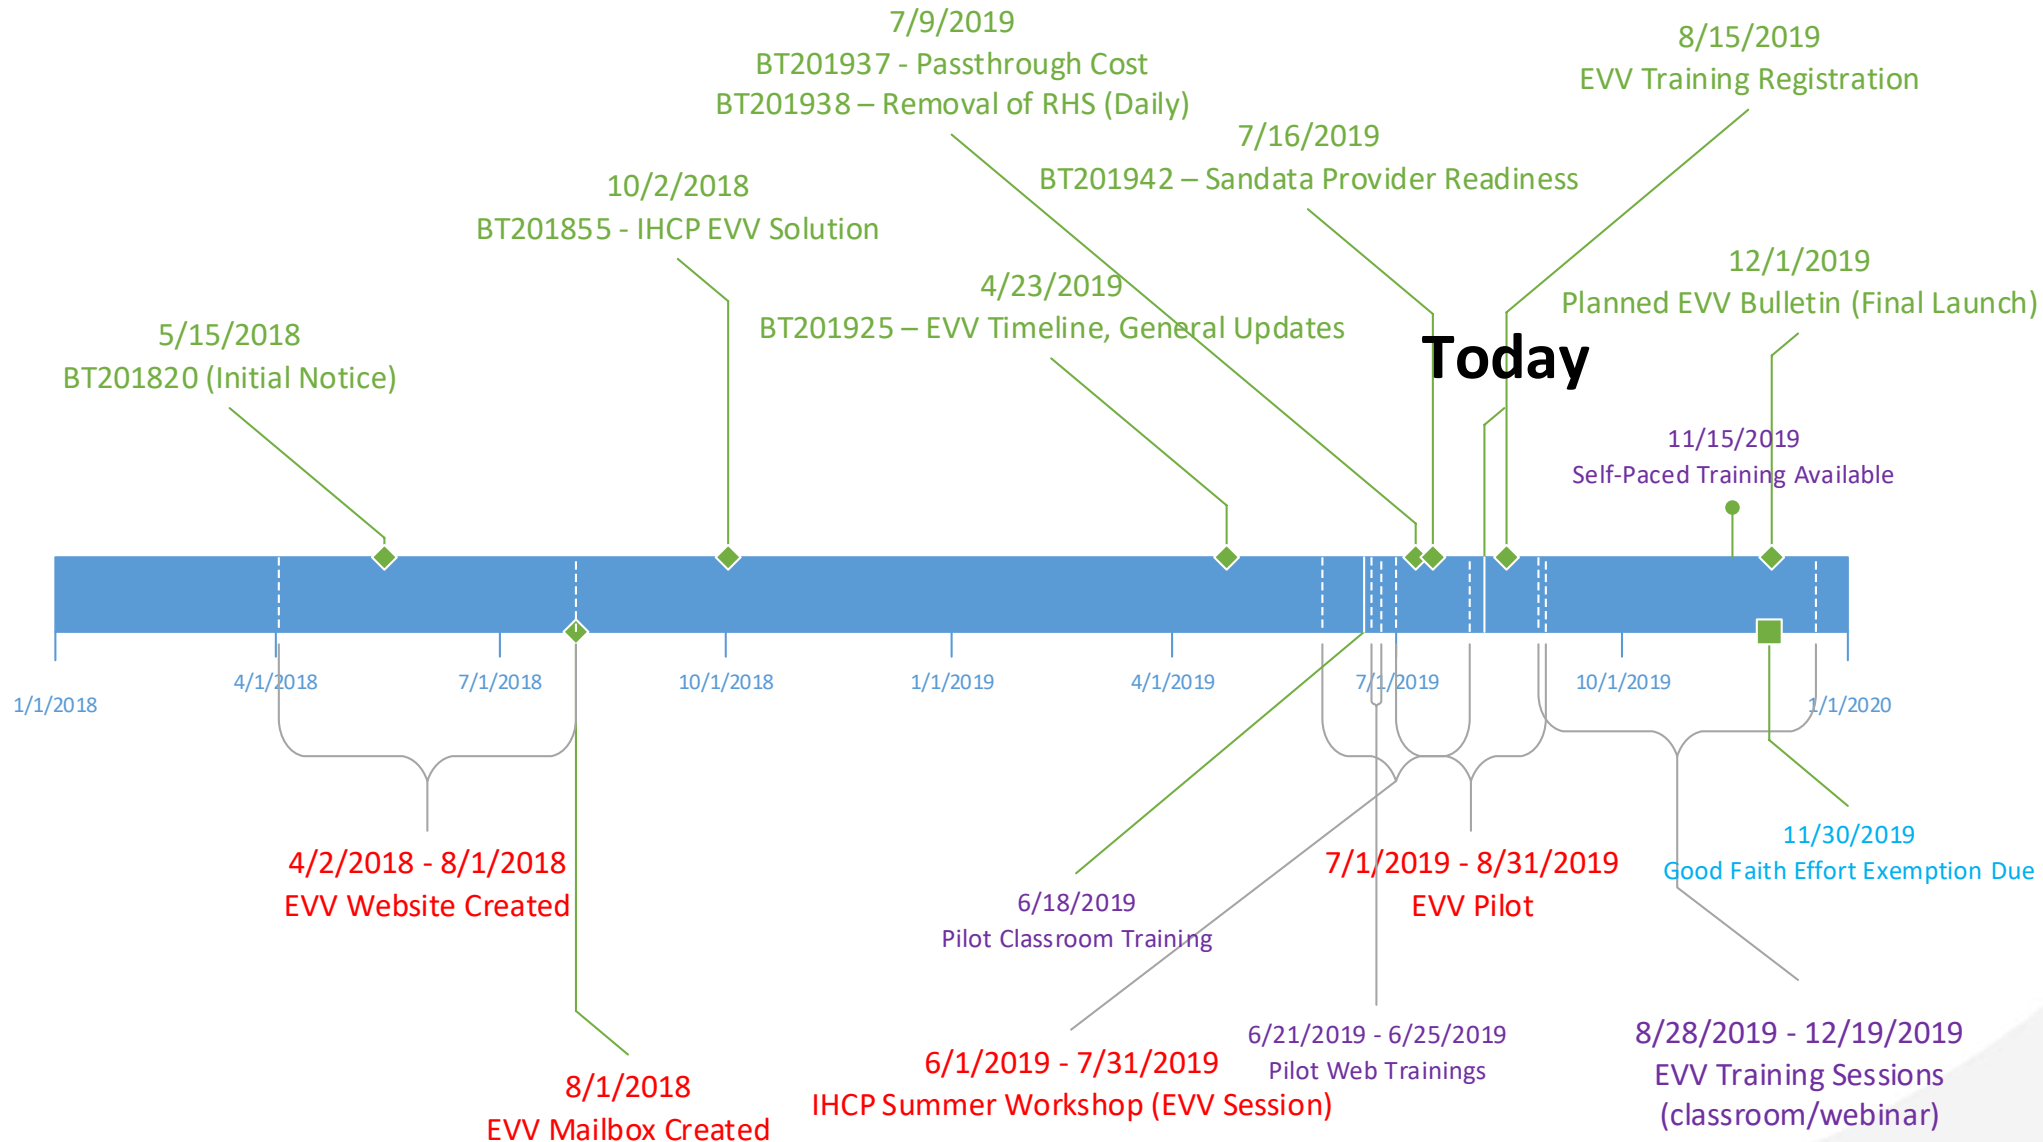 7/9/2019
BT201937 - Passthrough Cost
BT201938 – Removal of RHS (Daily)
8/15/2019
EVV Training Registration
7/16/2019
BT201942 – Sandata Provider Readiness
10/2/2018
BT201855 - IHCP EVV Solution
4/23/2019
BT201925 – EVV Timeline, General Updates
12/1/2019
Planned EVV Bulletin (Final Launch)
5/15/2018
BT201820 (Initial Notice)
Today
11/15/2019
Self-Paced Training Available
1/1/2018
4/1/2018
7/1/2018
10/1/2018
1/1/2019
4/1/2019
7/1/2019
10/1/2019
1/1/2020
4/2/2018 - 8/1/2018
EVV Website Created
6/18/2019
Pilot Classroom Training
7/1/2019 - 8/31/2019
EVV Pilot
11/30/2019
Good Faith Effort Exemption Due
8/1/2018
EVV Mailbox Created
6/1/2019 - 7/31/2019
IHCP Summer Workshop (EVV Session)
6/21/2019 - 6/25/2019
Pilot Web Trainings
8/28/2019 - 12/19/2019
EVV Training Sessions
(classroom/webinar)